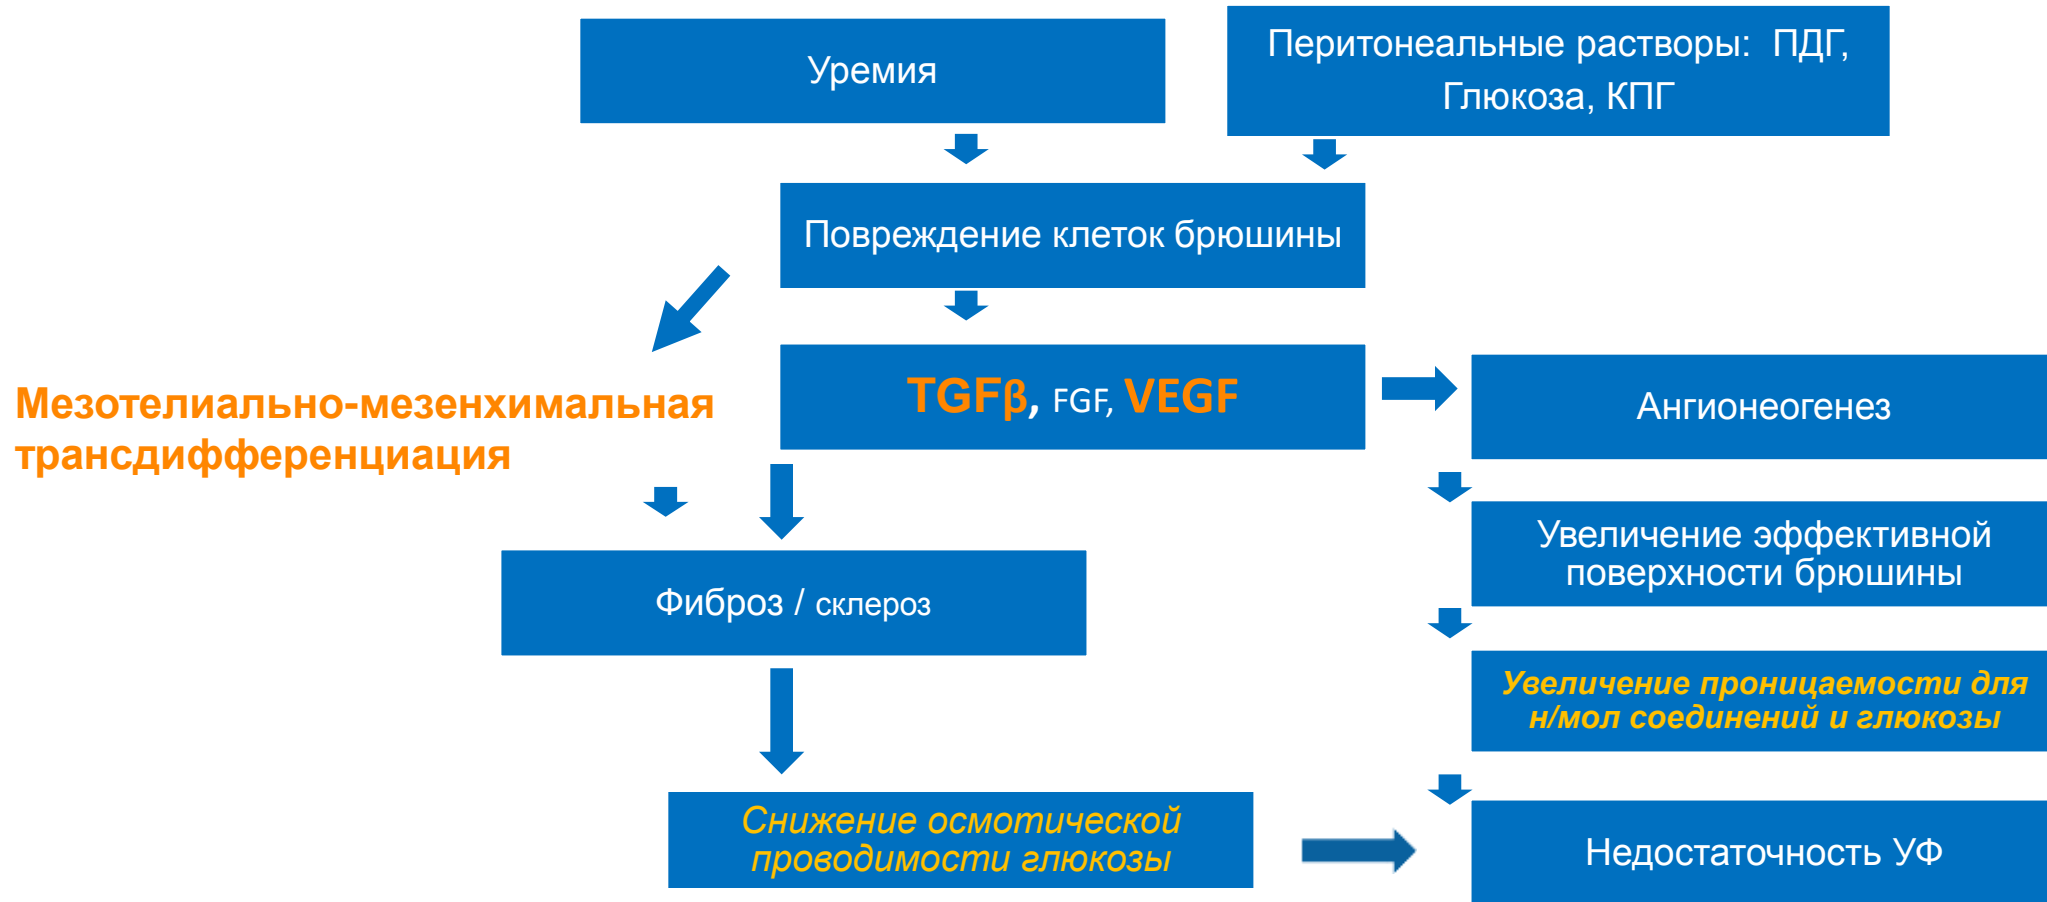 Уремия
Перитонеальные растворы: ПДГ,
Глюкоза, КПГ
Повреждение клеток брюшины
Мезотелиально-мезенхимальная
трансдифференциация
TGFβ, FGF, VEGF
Ангионеогенез
Увеличение эффективной
поверхности брюшины
Фиброз / склероз
Увеличение проницаемости для
н/мол соединений и глюкозы
Снижение осмотической
проводимости глюкозы
Недостаточность УФ